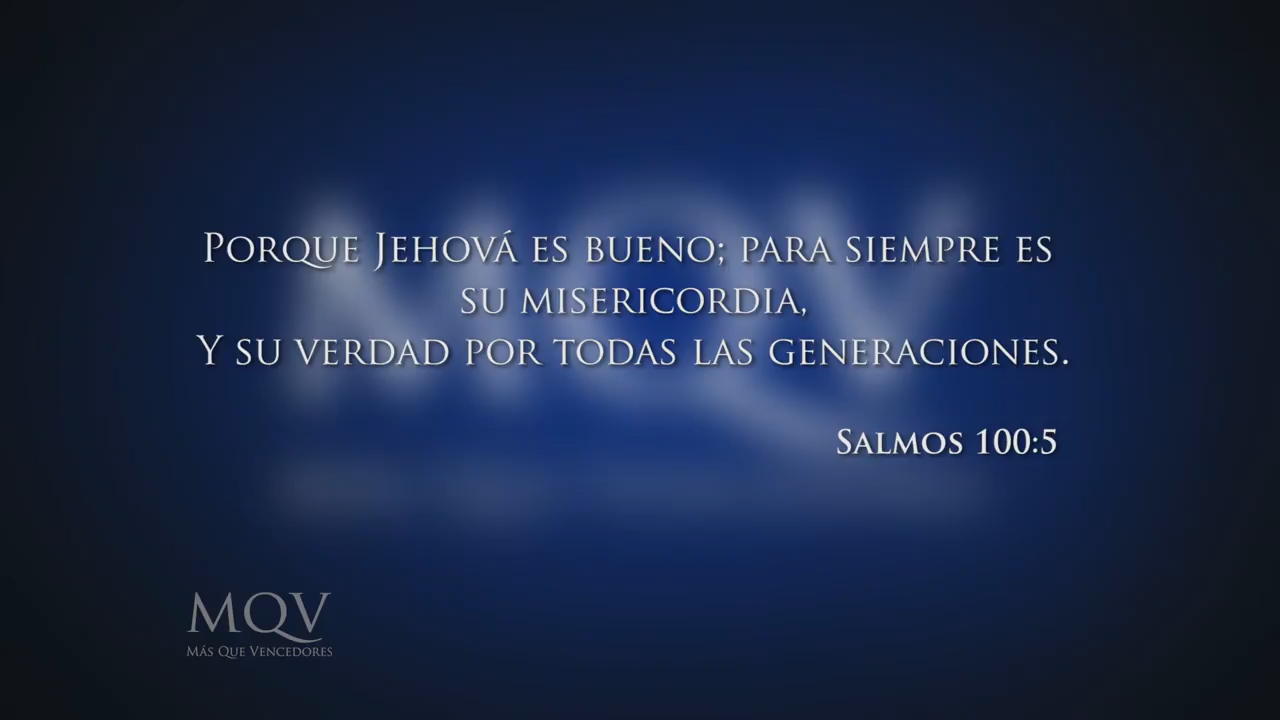 Porque Jehová es bueno; para siempre es
su misericordia,
Y su verdad por todas las generaciones.
Salmos 100:5
MQV
Más Que Vencedores